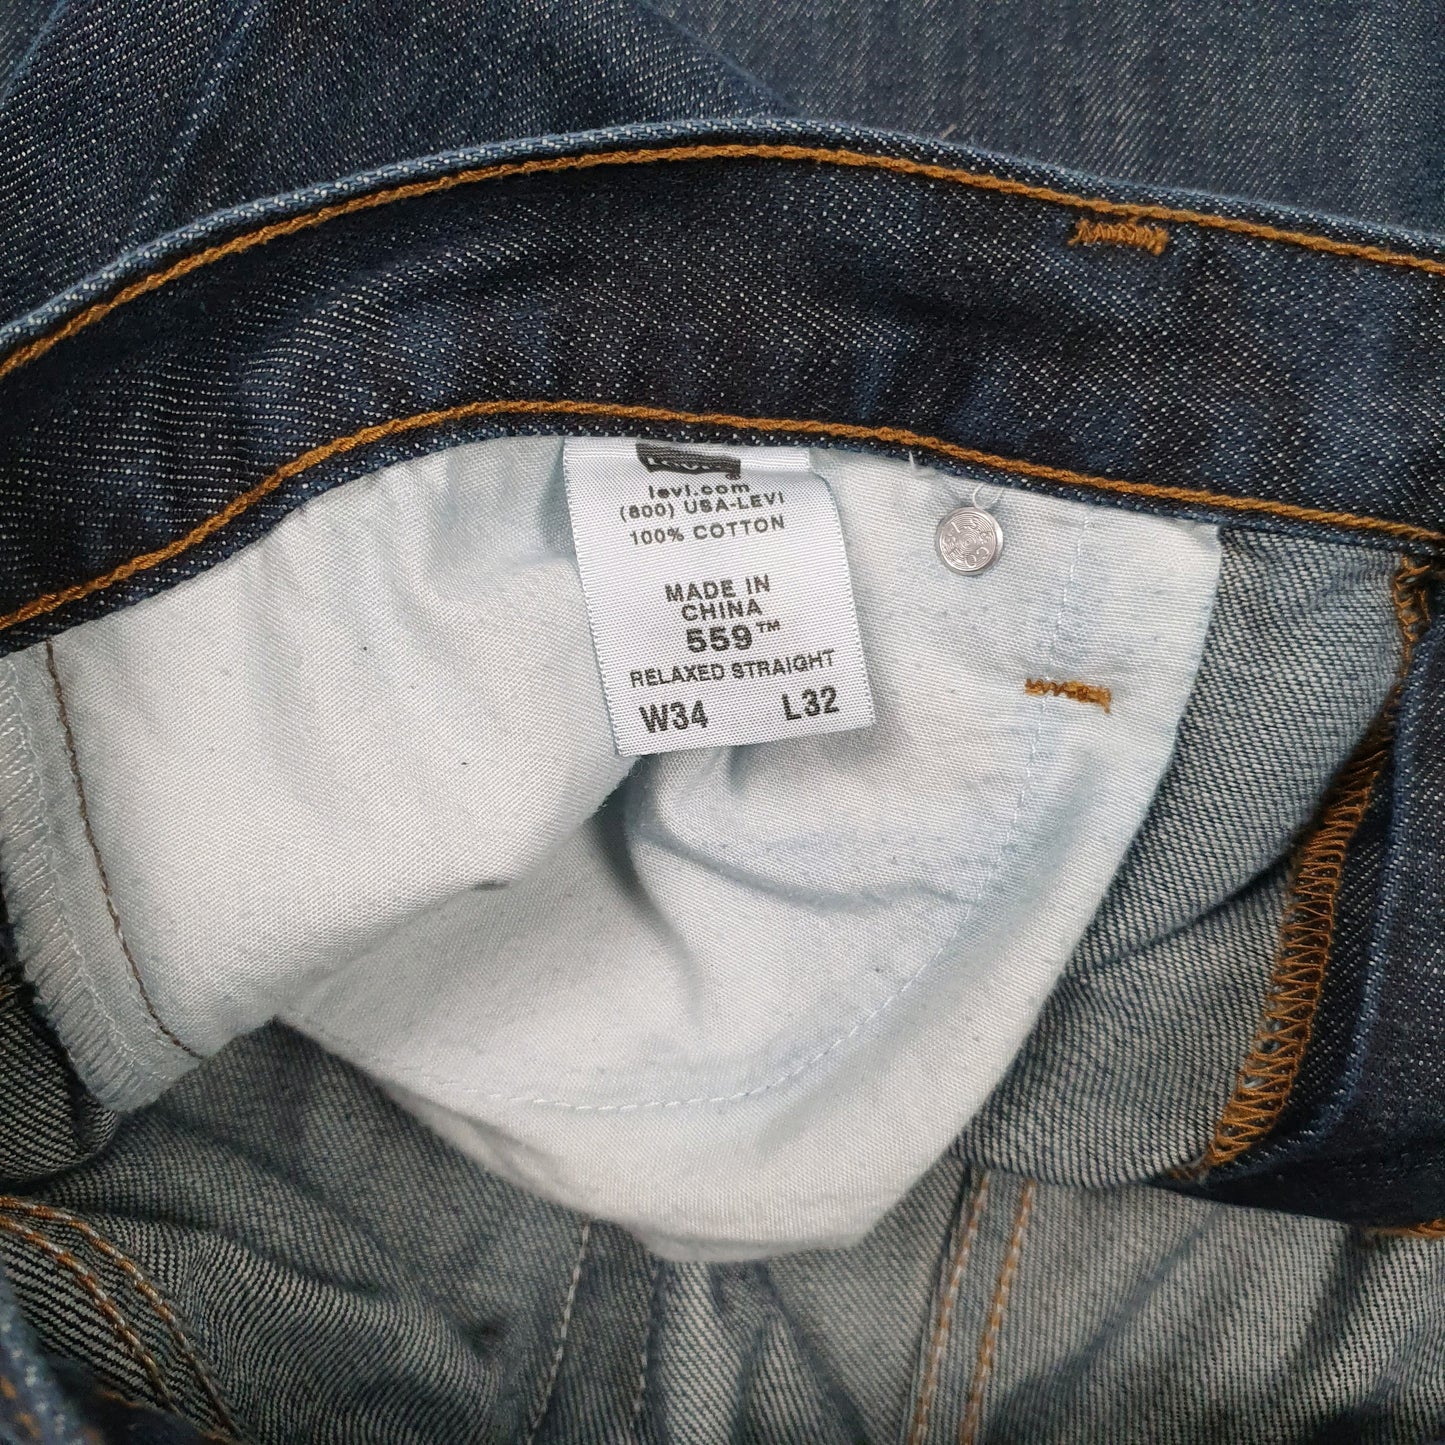 levi.com
(800) USA-LEVI
100% COTTON
MADE IN
CHINA
559™
RELAXED STRAIGHT
W34 L32